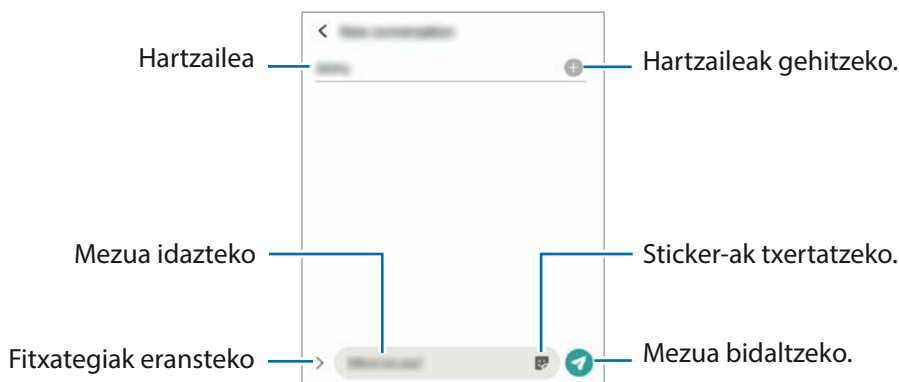 Hartzailea
Hartzaileak gehitzeko.
Mezua idazteko
Sticker-ak txertatzeko.
Fitxategiak eransteko
Mezua bidaltzeko.